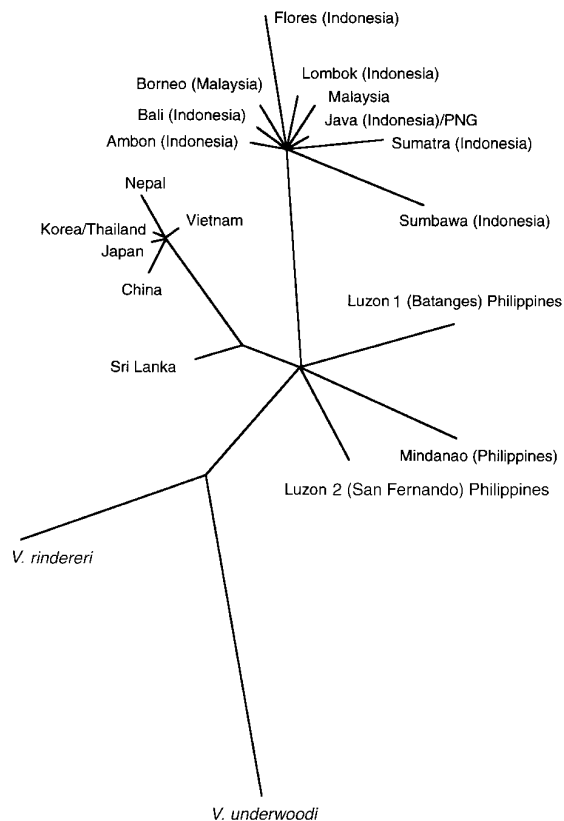 Flores (Indonesia)
Lombok (Indonesia)
Borneo (Malaysia)
Malaysia
Bali (Indonesia)
Java (Indonesia)/PNG
Ambon (Indonesia)
Sumatra (Indonesia)
Nepal
Vietnam
Sumbawa (Indonesia)
Korea/Thailand
Japan
China
Luzon 1 (Batanges) Philippines
Sri Lanka
Mindanao (Philippines)
Luzon 2 (San Fernando) Philippines
V. rindereri
V. underwoodi